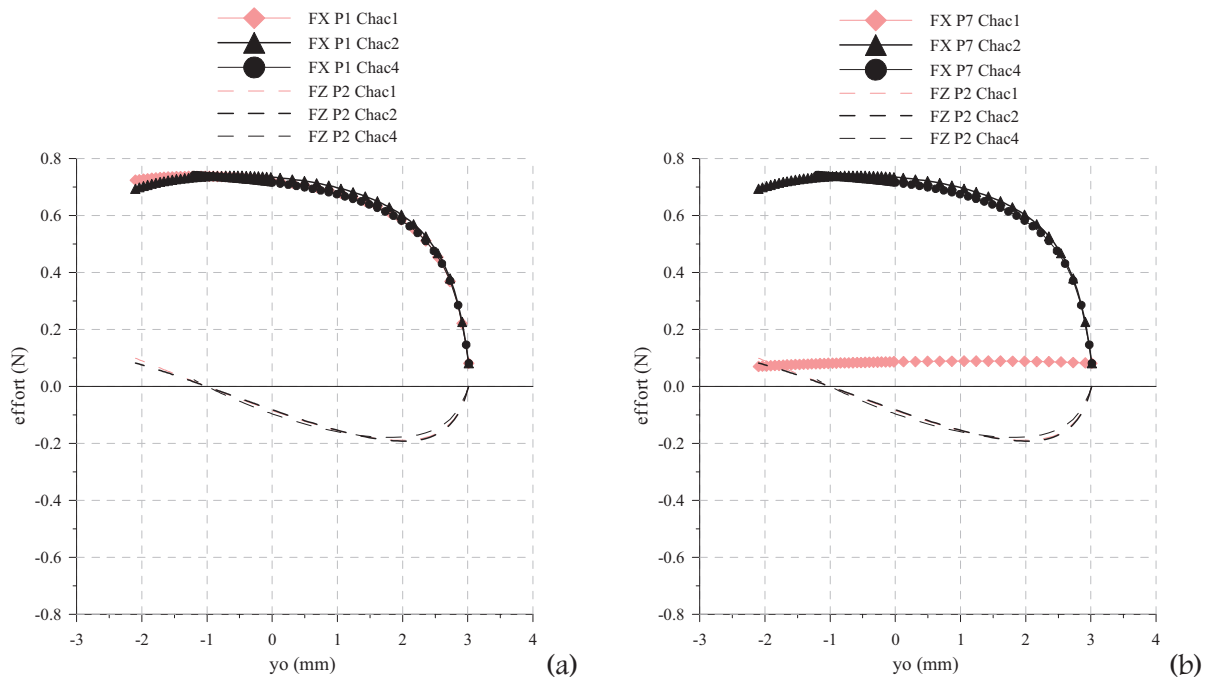 FX P1 Chac1
FX P1 Chac2
FX P1 Chac4
FZ P2 Chac1
FZ P2 Chac2
FZ P2 Chac4
0.8
0.6
0.4
0.2
0.0
-0.2
-0.4
-0.6
-0.8
effort (N)
-3 -2 -1 0 1 2 3 4
yo (mm)
(a)
FX P7 Chac1
FX P7 Chac2
FX P7 Chac4
FZ P2 Chac1
FZ P2 Chac2
FZ P2 Chac4
0.8
0.6
0.4
0.2
0.0
-0.2
-0.4
-0.6
-0.8
effort (N)
-3 -2 -1 0 1 2 3 4
yo (mm)
(b)